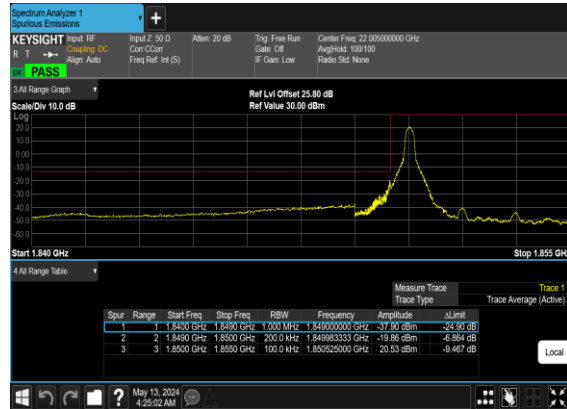 Spectrum Analyzer 1
Spurious Emissions
KEYSIGHT Input: RF Input Z: 50 Ω Atten: 20 dB Trig: Free Run Center Freq: 22.005000000 GHz
R T Coupling: DC Corr CCorr Gate: Off Avg|Hold: 100/100
Align: Auto Freq Ref: Int (S) IF Gain: Low Radio Std: None
PASS
3 All Range Graph
Ref Lvl Offset 25.80 dB
Scale/Div 10.0 dB Ref Value 30.00 dBm
Log
20.0
10.0
0.00
-10.0
-20.0
-30.0
-40.0
-50.0
-60.0
Start 1.840 GHz Stop 1.855 GHz
4 All Range Table
Measure Trace Trace 1
Trace Type Trace Average (Active)
Spur Range Start Freq Stop Freq RBW Frequency Amplitude ΔLimit
1 1 1.8400 GHz 1.8490 GHz 1.000 MHz 1.849000000 GHz -37.90 dBm -24.90 dB
2 2 1.8490 GHz 1.8500 GHz 200.0 kHz 1.849983333 GHz -19.86 dBm -6.864 dB
3 3 1.8500 GHz 1.8550 GHz 100.0 kHz 1.850525000 GHz 20.53 dBm -9.467 dB
Local
May 13, 2024
4:25:02 AM